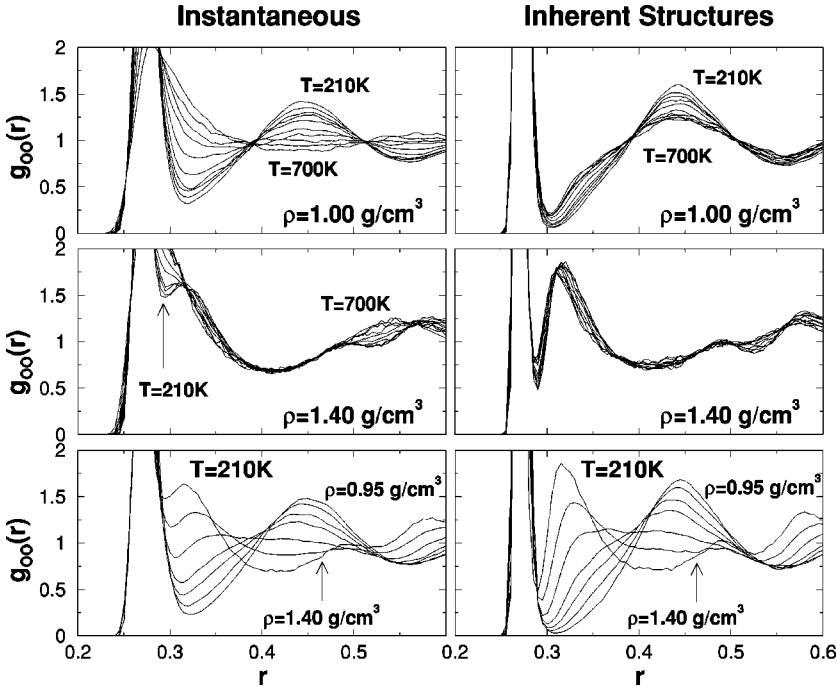 Instantaneous Inherent Structures
2
1.5
1
0.5
0
g_OO(r)
T=210K
T=700K
ρ=1.00 g/cm³
T=210K
T=700K
ρ=1.00 g/cm³
2
1.5
1
0.5
0
g_OO(r)
T=700K
T=210K
ρ=1.40 g/cm³
ρ=1.40 g/cm³
2
1.5
1
0.5
0
g_OO(r)
T=210K
ρ=0.95 g/cm³
ρ=1.40 g/cm³
T=210K
ρ=0.95 g/cm³
ρ=1.40 g/cm³
0.2 0.3 0.4 0.5 0.2 0.3 0.4 0.5 0.6
r r